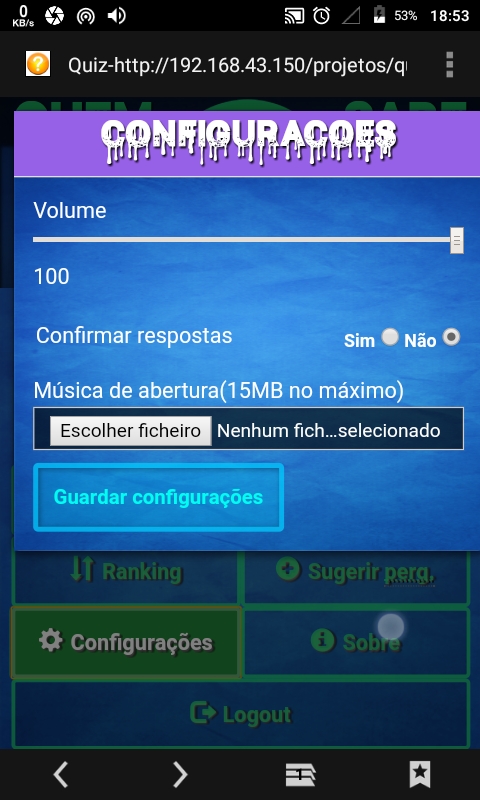 0
KB/s
53% 18:53
Quiz-http://192.168.43.150/projetos/q
CONFIGURACOES
Volume
100
Confirmar respostas
Sim Não
Música de abertura(15MB no máximo)
Escolher ficheiro Nenhum fich…selecionado
Guardar configurações
Ranking
Sugerir perg.
Configurações
Sobre
Logout
1